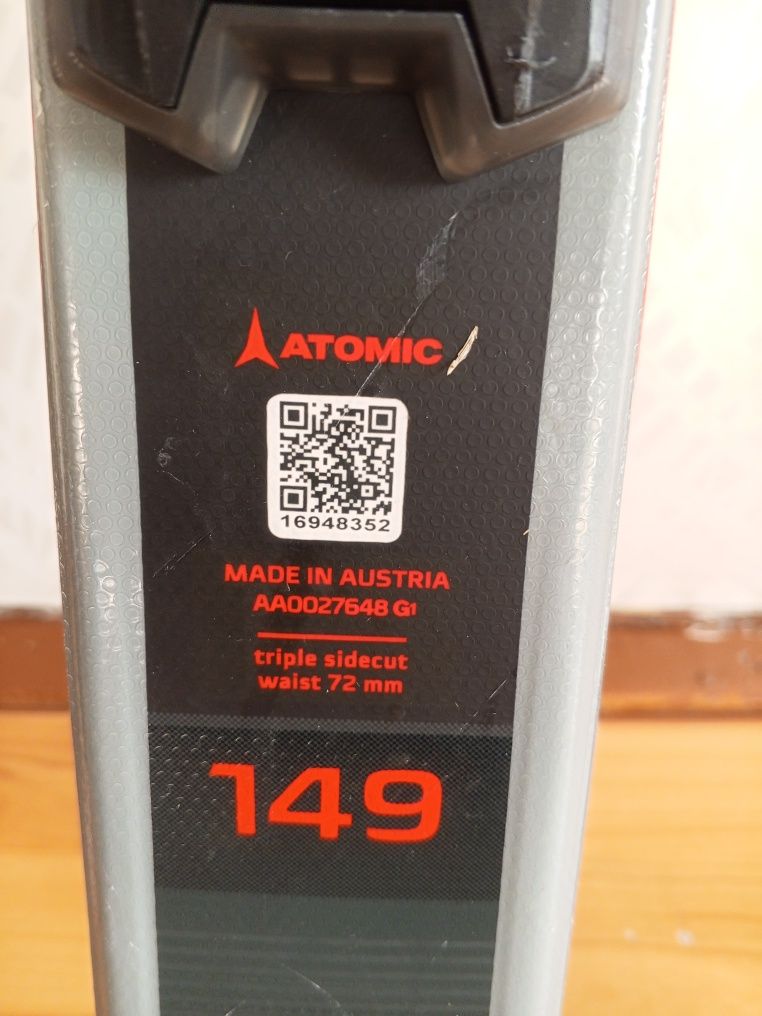 ATOMIC
16948352
MADE IN AUSTRIA
AA0027648 G1
triple sidecut
waist 72 mm
149